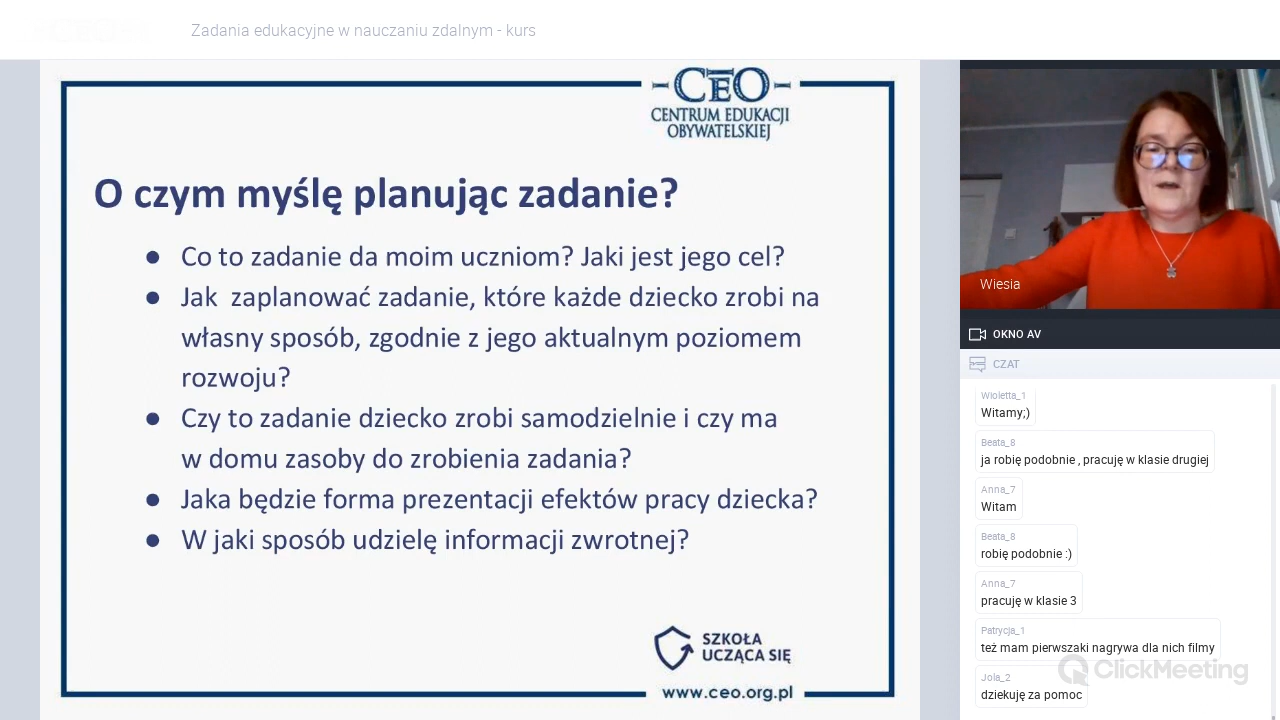 Zadania edukacyjne w nauczaniu zdalnym - kurs
CEO
CENTRUM EDUKACJI
OBYWATELSKIEJ
O czym myślę planując zadanie?
● Co to zadanie da moim uczniom? Jaki jest jego cel?
● Jak zaplanować zadanie, które każde dziecko zrobi na
własny sposób, zgodnie z jego aktualnym poziomem
rozwoju?
● Czy to zadanie dziecko zrobi samodzielnie i czy ma
w domu zasoby do zrobienia zadania?
● Jaka będzie forma prezentacji efektów pracy dziecka?
● W jaki sposób udzielę informacji zwrotnej?
SZKOŁA
UCZĄCA SIĘ
www.ceo.org.pl
Wiesia
OKNO AV
CZAT
Wioletta_1
Witamy;)
Beata_8
ja robię podobnie , pracuję w klasie drugiej
Anna_7
Witam
Beata_8
robię podobnie :)
Anna_7
pracuję w klasie 3
Patrycja_1
też mam pierwszaki nagrywa dla nich filmy
Jola_2
dziekuję za pomoc
ClickMeeting